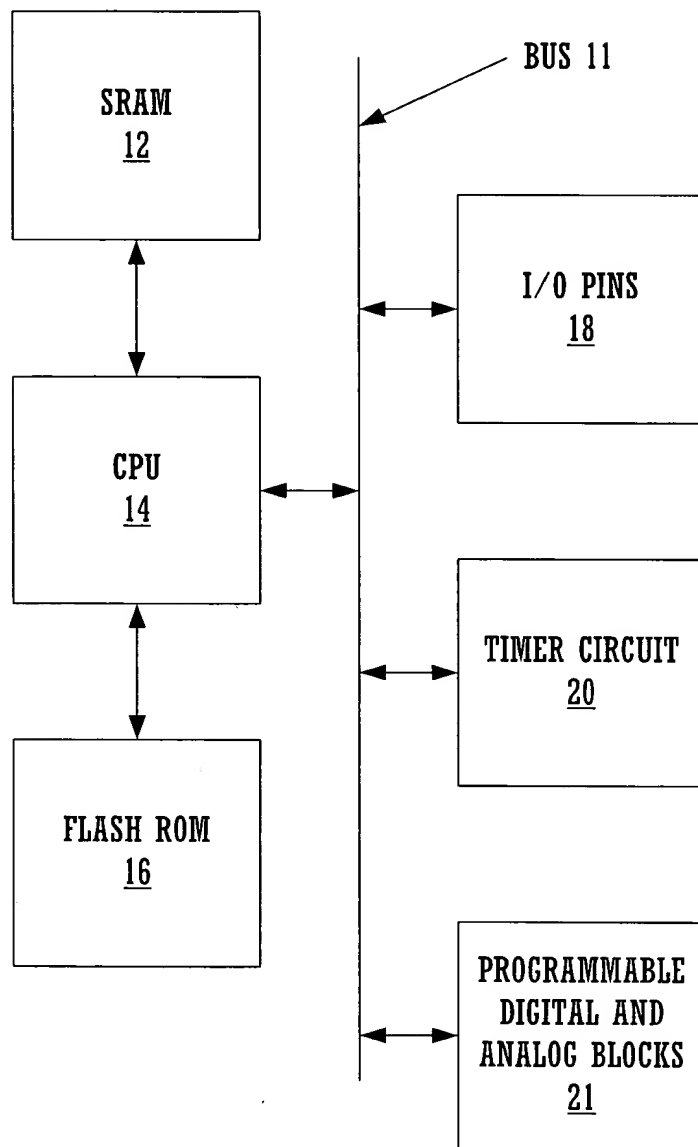 SRAM
12
BUS 11
I/O PINS
18
CPU
14
TIMER CIRCUIT
20
FLASH ROM
16
PROGRAMMABLE
DIGITAL AND
ANALOG BLOCKS
21